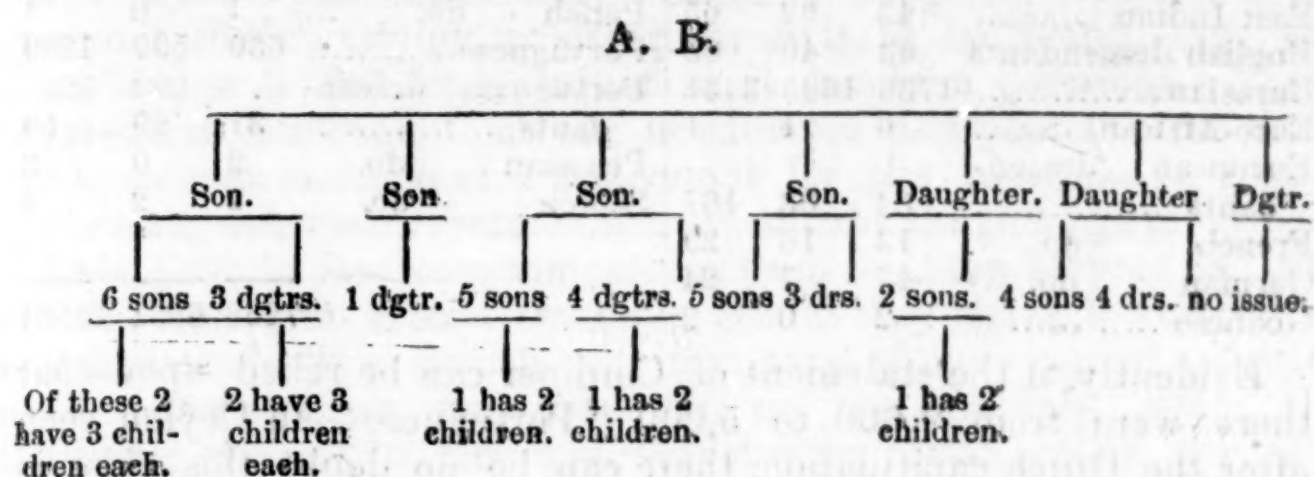 A. B.
Son. Son. Son. Son. Daughter. Daughter Dgtr.
6 sons 3 dgtrs. 1 dgtr. 5 sons 4 dgtrs. 5 sons 3 drs. 2 sons. 4 sons 4 drs. no issue.
Of these 2 2 have 3 1 has 2 1 has 2 1 has 2
have 3 chil- children children. children. children.
dren each. each.